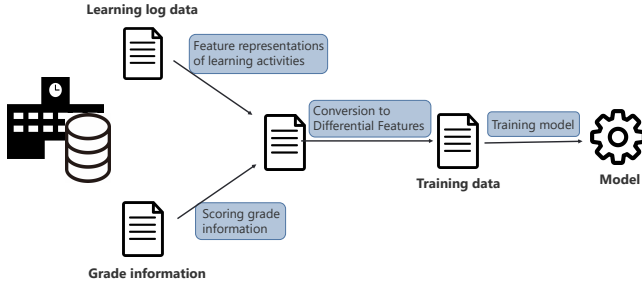 Learning log data
Feature representations
of learning activities
Conversion to
Differential Features
Training model
Training data
Model
Scoring grade
information
Grade information